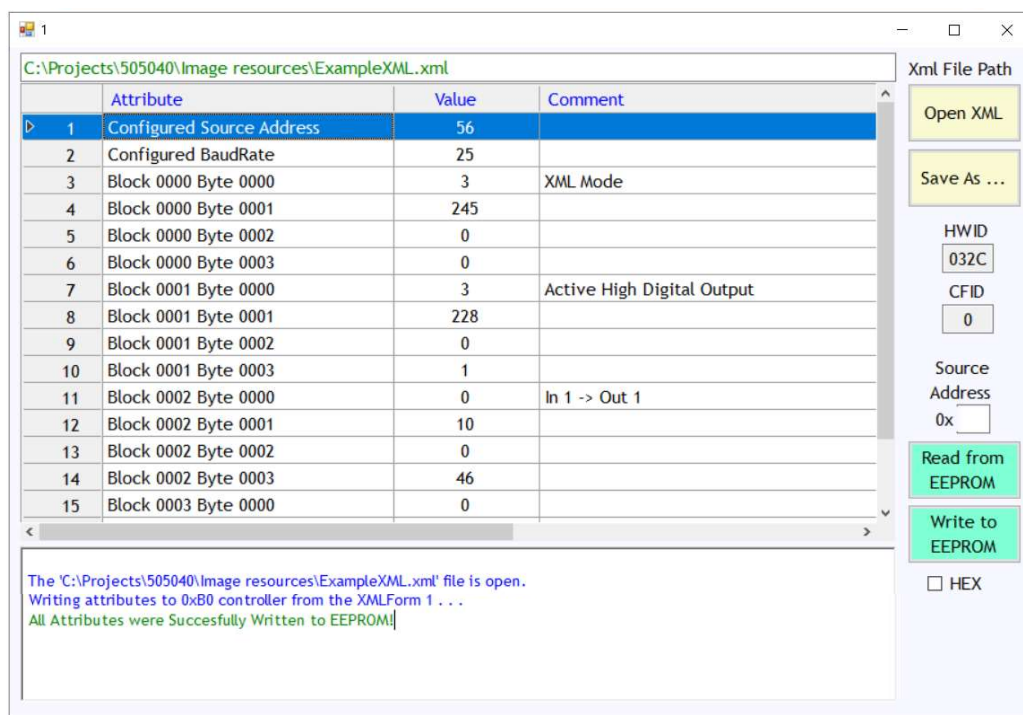 1
C:\Projects\505040\Image resources\ExampleXML.xml
Xml File Path
Attribute Value Comment
Open XML
1 Configured Source Address 56
2 Configured BaudRate 25
3 Block 0000 Byte 0000 3 XML Mode
Save As ...
4 Block 0000 Byte 0001 245
5 Block 0000 Byte 0002 0
HWID
6 Block 0000 Byte 0003 0
032C
7 Block 0001 Byte 0000 3 Active High Digital Output
CFID
8 Block 0001 Byte 0001 228
0
9 Block 0001 Byte 0002 0
10 Block 0001 Byte 0003 1
Source
Address
11 Block 0002 Byte 0000 0 In 1 -> Out 1
0x
12 Block 0002 Byte 0001 10
13 Block 0002 Byte 0002 0
Read from
EEPROM
14 Block 0002 Byte 0003 46
15 Block 0003 Byte 0000 0
Write to
EEPROM
HEX
The 'C:\Projects\505040\Image resources\ExampleXML.xml' file is open.
Writing attributes to 0xB0 controller from the XMLForm 1 . . .
All Attributes were Succesfully Written to EEPROM!